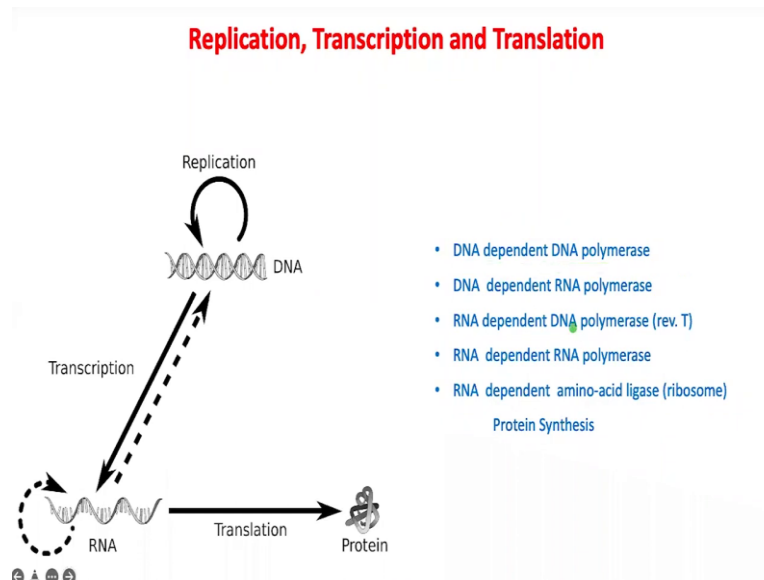 Replication, Transcription and Translation
Replication
DNA
Transcription
RNA
Translation
Protein
• DNA dependent DNA polymerase
• DNA dependent RNA polymerase
• RNA dependent DNA polymerase (rev. T)
• RNA dependent RNA polymerase
• RNA dependent amino-acid ligase (ribosome)
Protein Synthesis